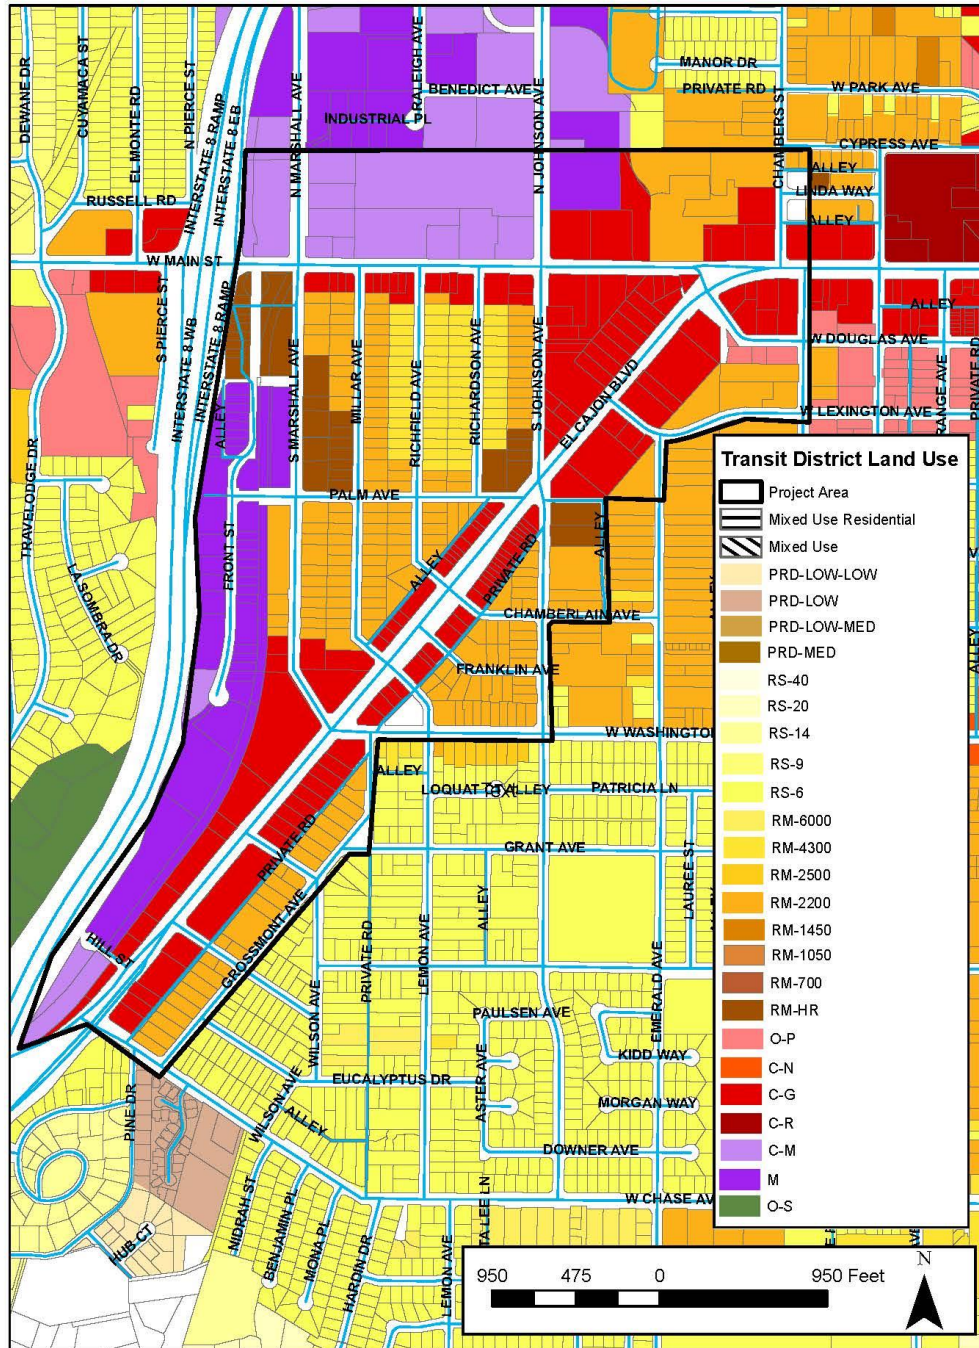 DEWANE DR
CUYAMACA ST
EL MONTE RD
N PIERCE ST
INTERSTATE 8 RAMP
INTERSTATE 8 EB
N MARSHALL AVE
RALEIGH AVE
BENEDICT AVE
INDUSTRIAL PL
N JOHNSON AVE
MANOR DR
PRIVATE RD
W PARK AVE
CHAMBERS ST
CYPRESS AVE
ALLEY
LINDA WAY
ALLEY
RUSSELL RD
W MAIN ST
S PIERCE ST
INTERSTATE 8 WB
INTERSTATE 8 RAMP
ALLEY
S MARSHALL AVE
MILLAR AVE
RICHFIELD AVE
RICHARDSON AVE
S JOHNSON AVE
EL CAJON BLVD
ALLEY
W DOUGLAS AVE
W LEXINGTON AVE
RANGE AVE
PRIVATE RD
TRAVELODGE DR
LA SOMBRA DR
FRONT ST
PALM AVE
ALLEY
PRIVATE RD
ALLEY
CHAMBERLAIN AVE
FRANKLIN AVE
W WASHINGTO
ALLEY
LOQUAT CT
Text
ALLEY
PATRICIA LN
GRANT AVE
PRIVATE RD
ALLEY
LAUREE ST
HILL ST
GROSSMONT AVE
PRIVATE RD
LEMON AVE
WILSON AVE
EMERALD AVE
PAULSEN AVE
KIDD WAY
EUCALYPTUS DR
ASTER AVE
MORGAN WAY
DOWNER AVE
PINE DR
WILSON AVE
ALLEY
W CHASE AV
NIDRAH ST
BENJAMIN PL
MONA PL
HARDIN DR
LEMON AVE
TA LEE LN
HUB CT
Transit District Land Use
Project Area
Mixed Use Residential
Mixed Use
PRD-LOW-LOW
PRD-LOW
PRD-LOW-MED
PRD-MED
RS-40
RS-20
RS-14
RS-9
RS-6
RM-6000
RM-4300
RM-2500
RM-2200
RM-1450
RM-1050
RM-700
RM-HR
O-P
C-N
C-G
C-R
C-M
M
O-S
ALLEY
950 475 0 950 Feet
N